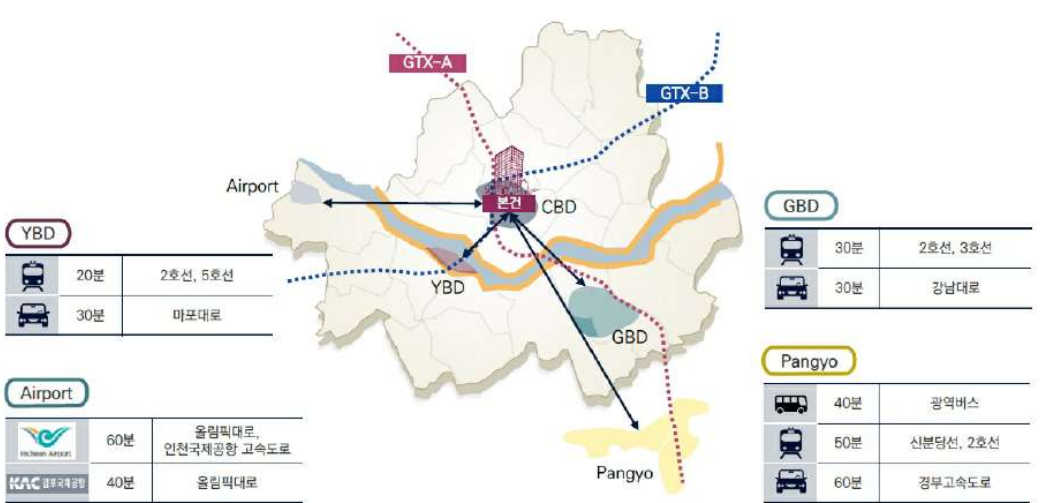 GTX-A
GTX-B
Airport
본건
CBD
YBD
GBD
Pangyo
YBD
20분 2호선, 5호선
30분 마포대로
Airport
Incheon Airport 60분 올림픽대로,
인천국제공항 고속도로
KAC 김포국제공항 40분 올림픽대로
GBD
30분 2호선, 3호선
30분 강남대로
Pangyo
40분 광역버스
50분 신분당선, 2호선
60분 경부고속도로